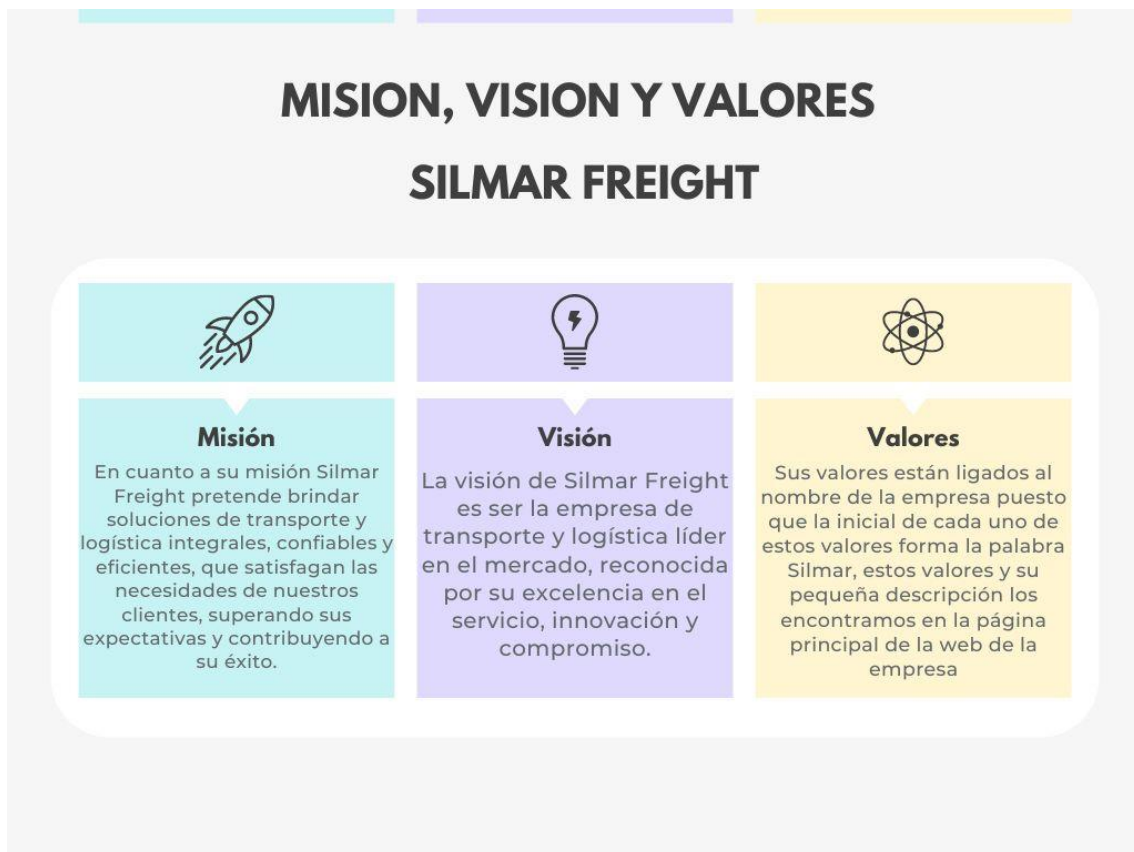 MISION, VISION Y VALORES
SILMAR FREIGHT
Misión
En cuanto a su misión Silmar
Freight pretende brindar
soluciones de transporte y
logística integrales, confiables y
eficientes, que satisfagan las
necesidades de nuestros
clientes, superando sus
expectativas y contribuyendo a
su éxito.
Visión
La visión de Silmar Freight
es ser la empresa de
transporte y logística líder
en el mercado, reconocida
por su excelencia en el
servicio, innovación y
compromiso.
Valores
Sus valores están ligados al
nombre de la empresa puesto
que la inicial de cada uno de
estos valores forma la palabra
Silmar, estos valores y su
pequeña descripción los
encontramos en la página
principal de la web de la
empresa